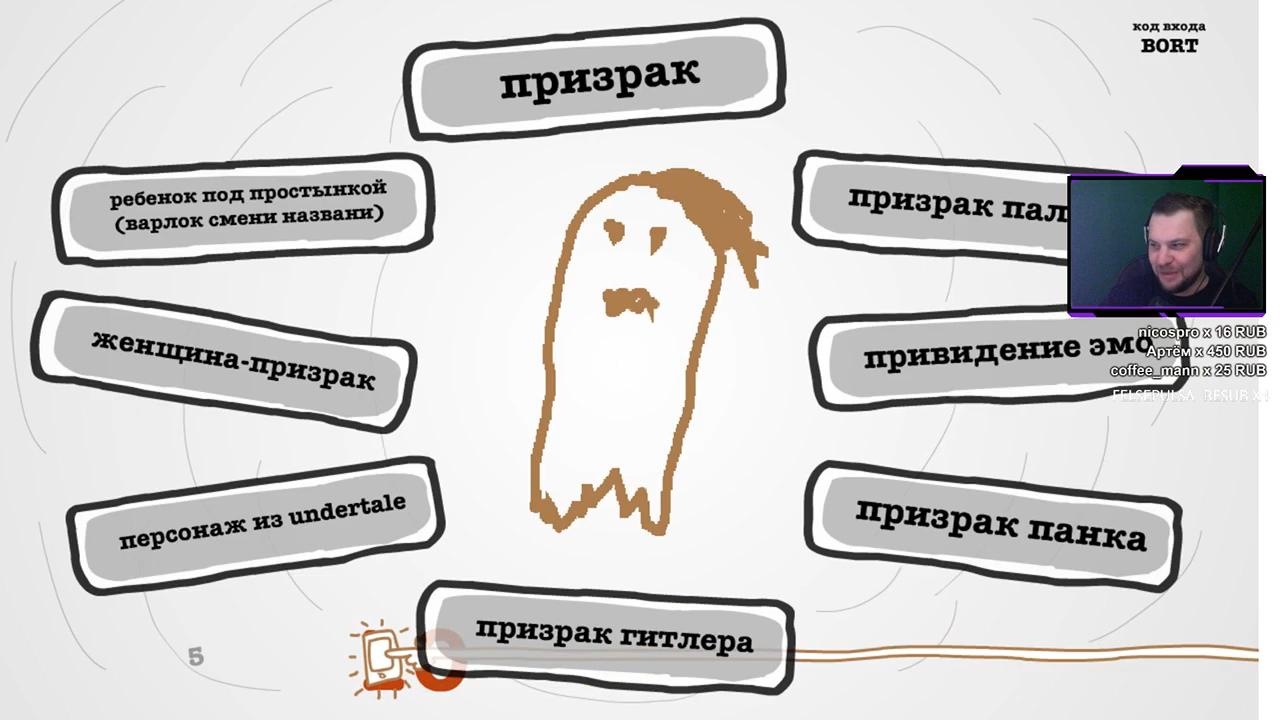 код входа
BORT
призрак
ребенок под простынкой
(варлок смени названи)
призрак
женщина-призрак
привидение эмо
nicospro x 16 RUB
Артём x 450 RUB
coffee_mann x 25 RUB
персонаж из undertale
призрак панка
призрак гитлера
5